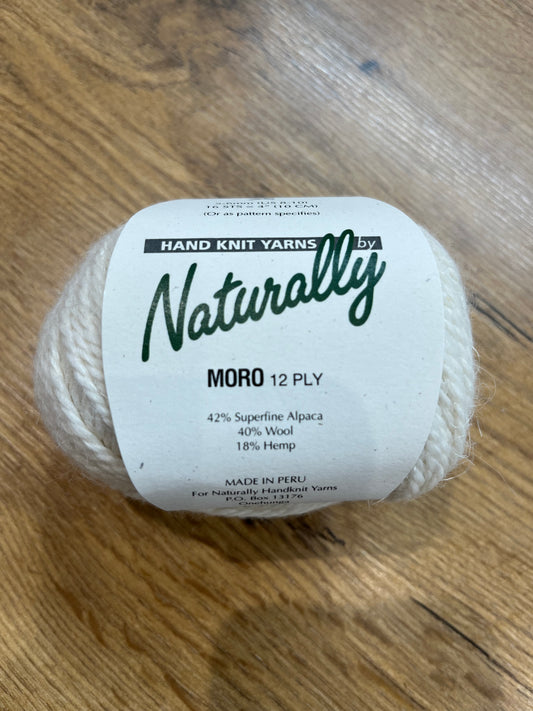 16 STS = 4" (10 CM)
(Or as pattern specifies)
HAND KNIT YARNS by
Naturally
MORO 12 PLY
42% Superfine Alpaca
40% Wool
18% Hemp
MADE IN PERU
For Naturally Handknit Yarns
P.O. Box 13176
Onehunga